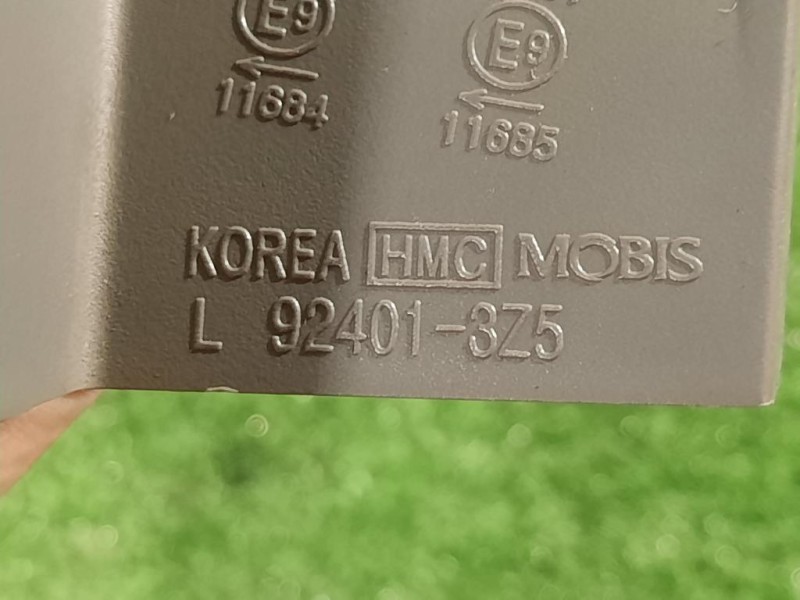 E9
E9
11684
11685
KOREA HMC MOBIS
L 92401-3Z5